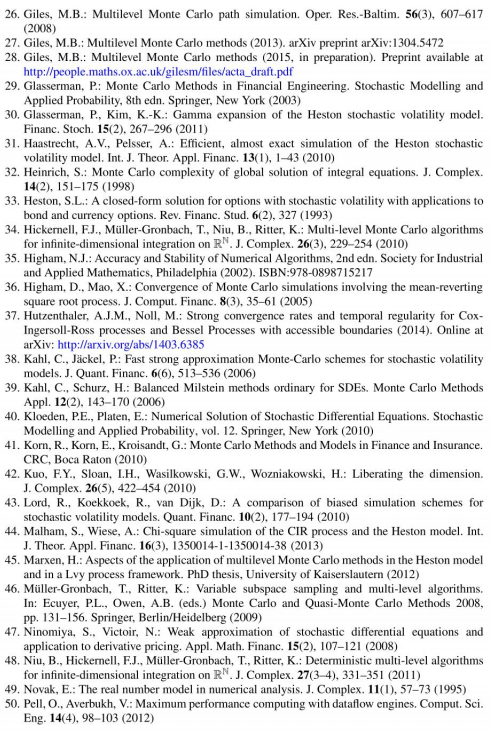 26. Giles, M.B.: Multilevel Monte Carlo path simulation. Oper. Res.-Baltim. 56(3), 607–617
(2008)
27. Giles, M.B.: Multilevel Monte Carlo methods (2013). arXiv preprint arXiv:1304.5472
28. Giles, M.B.: Multilevel Monte Carlo methods (2015, in preparation). Preprint available at
http://people.maths.ox.ac.uk/gilesm/files/acta_draft.pdf
29. Glasserman, P.: Monte Carlo Methods in Financial Engineering. Stochastic Modelling and
Applied Probability, 8th edn. Springer, New York (2003)
30. Glasserman, P., Kim, K.-K.: Gamma expansion of the Heston stochastic volatility model.
Financ. Stoch. 15(2), 267–296 (2011)
31. Haastrecht, A.V., Pelsser, A.: Efficient, almost exact simulation of the Heston stochastic
volatility model. Int. J. Theor. Appl. Financ. 13(1), 1–43 (2010)
32. Heinrich, S.: Monte Carlo complexity of global solution of integral equations. J. Complex.
14(2), 151–175 (1998)
33. Heston, S.L.: A closed-form solution for options with stochastic volatility with applications to
bond and currency options. Rev. Financ. Stud. 6(2), 327 (1993)
34. Hickernell, F.J., Müller-Gronbach, T., Niu, B., Ritter, K.: Multi-level Monte Carlo algorithms
for infinite-dimensional integration on ℝ^ℕ. J. Complex. 26(3), 229–254 (2010)
35. Higham, N.J.: Accuracy and Stability of Numerical Algorithms, 2nd edn. Society for Industrial
and Applied Mathematics, Philadelphia (2002). ISBN:978-0898715217
36. Higham, D., Mao, X.: Convergence of Monte Carlo simulations involving the mean-reverting
square root process. J. Comput. Financ. 8(3), 35–61 (2005)
37. Hutzenthaler, A.J.M., Noll, M.: Strong convergence rates and temporal regularity for Cox-
Ingersoll-Ross processes and Bessel Processes with accessible boundaries (2014). Online at
arXiv: http://arxiv.org/abs/1403.6385
38. Kahl, C., Jäckel, P.: Fast strong approximation Monte-Carlo schemes for stochastic volatility
models. J. Quant. Financ. 6(6), 513–536 (2006)
39. Kahl, C., Schurz, H.: Balanced Milstein methods ordinary for SDEs. Monte Carlo Methods
Appl. 12(2), 143–170 (2006)
40. Kloeden, P.E., Platen, E.: Numerical Solution of Stochastic Differential Equations. Stochastic
Modelling and Applied Probability, vol. 12. Springer, New York (2010)
41. Korn, R., Korn, E., Kroisandt, G.: Monte Carlo Methods and Models in Finance and Insurance.
CRC, Boca Raton (2010)
42. Kuo, F.Y., Sloan, I.H., Wasilkowski, G.W., Wozniakowski, H.: Liberating the dimension.
J. Complex. 26(5), 422–454 (2010)
43. Lord, R., Koekkoek, R., van Dijk, D.: A comparison of biased simulation schemes for
stochastic volatility models. Quant. Financ. 10(2), 177–194 (2010)
44. Malham, S., Wiese, A.: Chi-square simulation of the CIR process and the Heston model. Int.
J. Theor. Appl. Financ. 16(3), 1350014-1-1350014-38 (2013)
45. Marxen, H.: Aspects of the application of multilevel Monte Carlo methods in the Heston model
and in a Lvy process framework. PhD thesis, University of Kaiserslautern (2012)
46. Müller-Gronbach, T., Ritter, K.: Variable subspace sampling and multi-level algorithms.
In: Ecuyer, P.L., Owen, A.B. (eds.) Monte Carlo and Quasi-Monte Carlo Methods 2008,
pp. 131–156. Springer, Berlin/Heidelberg (2009)
47. Ninomiya, S., Victoir, N.: Weak approximation of stochastic differential equations and
application to derivative pricing. Appl. Math. Financ. 15(2), 107–121 (2008)
48. Niu, B., Hickernell, F.J., Müller-Gronbach, T., Ritter, K.: Deterministic multi-level algorithms
for infinite-dimensional integration on ℝ^ℕ. J. Complex. 27(3–4), 331–351 (2011)
49. Novak, E.: The real number model in numerical analysis. J. Complex. 11(1), 57–73 (1995)
50. Pell, O., Averbukh, V.: Maximum performance computing with dataflow engines. Comput. Sci.
Eng. 14(4), 98–103 (2012)